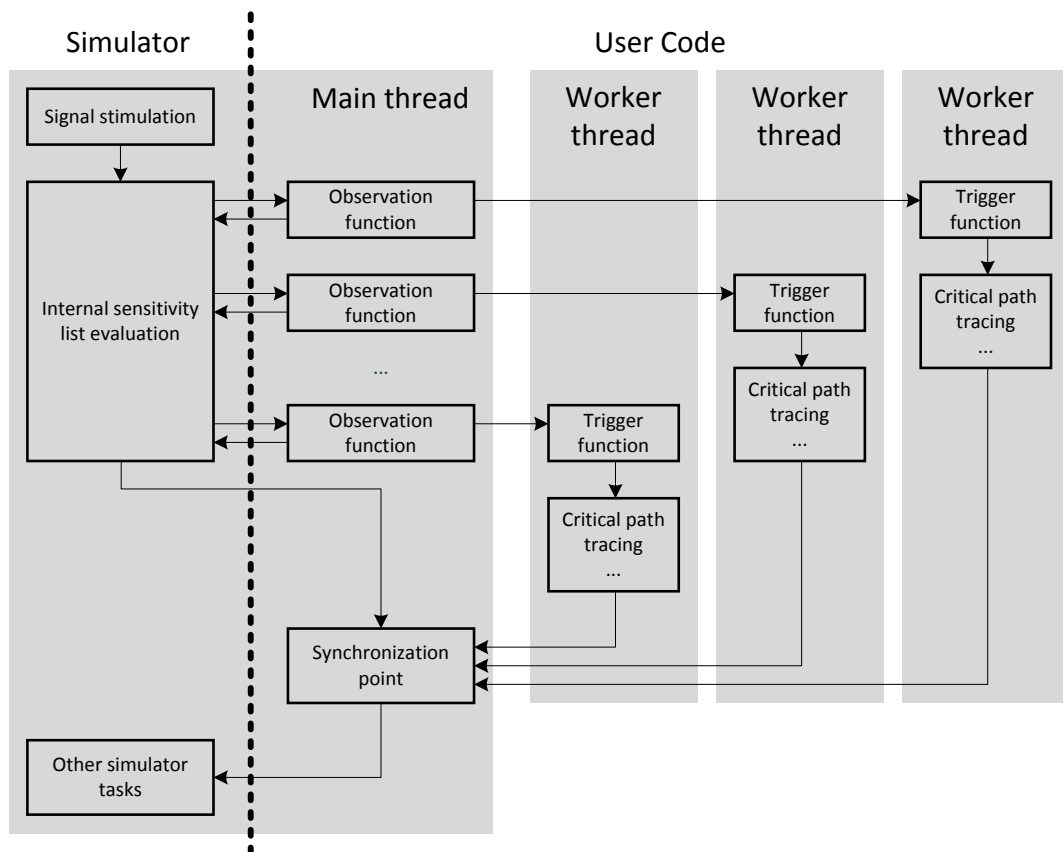 Simulator
User Code
Main thread
Worker
thread
Worker
thread
Worker
thread
Signal stimulation
Internal sensitivity
list evaluation
Observation
function
Trigger
function
Critical path
tracing
...
Observation
function
Trigger
function
Critical path
tracing
...
...
Observation
function
Trigger
function
Critical path
tracing
...
Synchronization
point
Other simulator
tasks